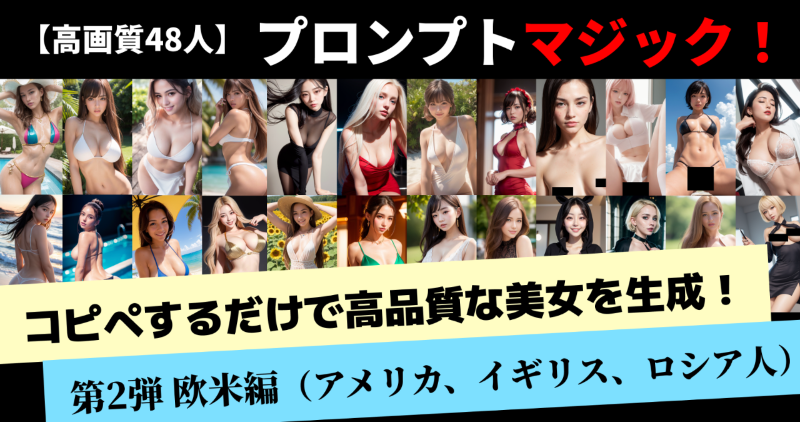 【高画質48人】 プロンプトマジック！
コピペするだけで高品質な美女を生成！
第2弾 欧米編（アメリカ、イギリス、ロシア人）